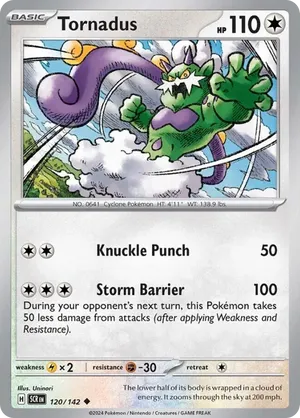 BASIC
Tornadus
HP 110
NO. 0641 Cyclone Pokémon HT: 4'11" WT: 138.9 lbs
Knuckle Punch 50
Storm Barrier 100
During your opponent's next turn, this Pokémon takes
50 less damage from attacks (after applying Weakness and
Resistance).
weakness ×2 resistance -30 retreat
Illus. Uninori
H SCR EN 120/142
The lower half of its body is wrapped in a cloud of
energy. It zooms through the sky at 200 mph.
©2024 Pokémon / Nintendo / Creatures / GAME FREAK